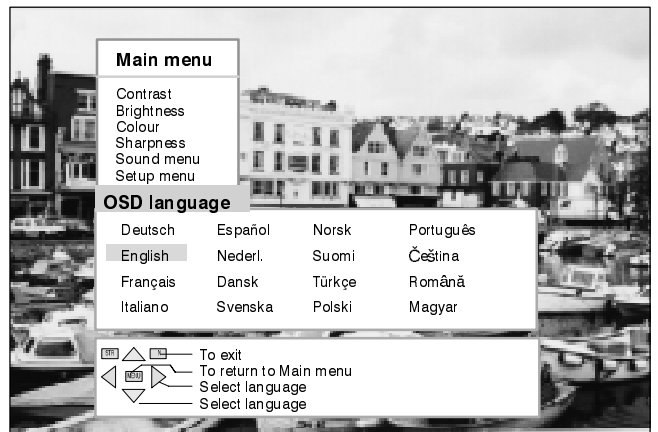 Main menu
Contrast
Brightness
Colour
Sharpness
Sound menu
Setup menu
OSD language
Deutsch Español Norsk Português
English Nederl. Suomi Čeština
Français Dansk Türkçe Română
Italiano Svenska Polski Magyar
STR N To exit
To return to Main menu
MENU Select language
Select language